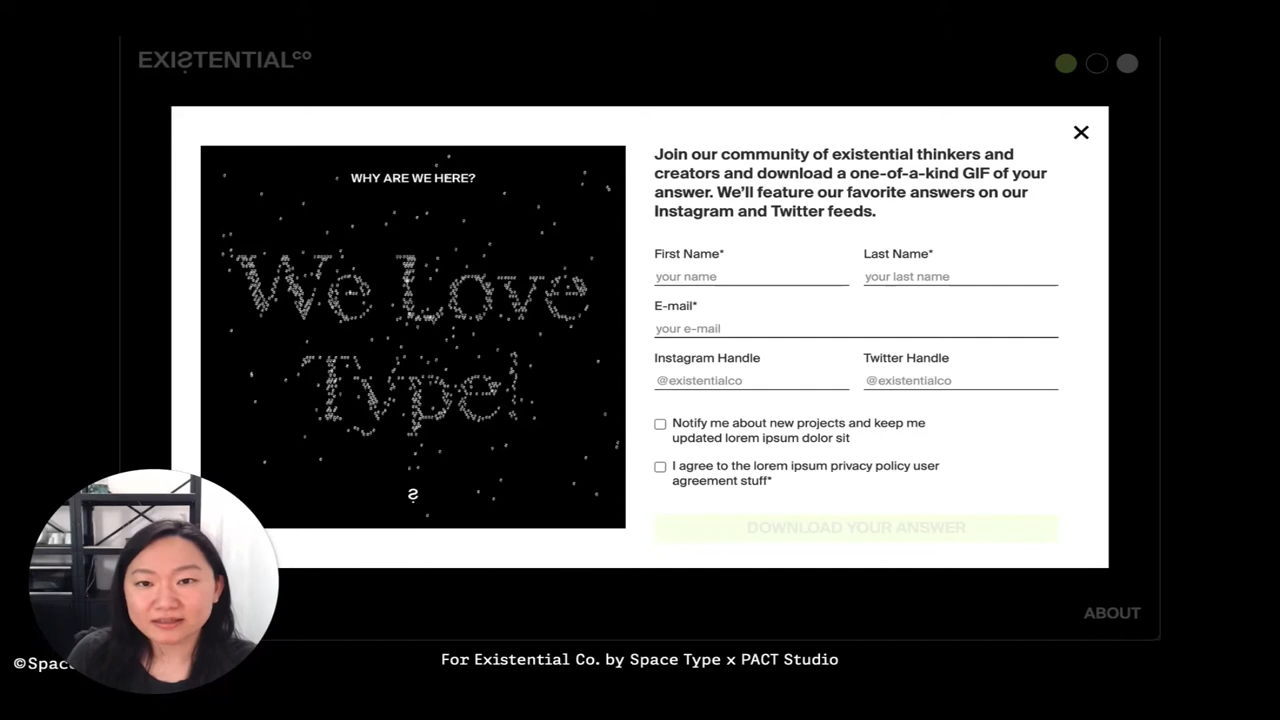 EXISTENTIAL CO
WHY ARE WE HERE?
We Love
Type!
Join our community of existential thinkers and
creators and download a one-of-a-kind GIF of your
answer. We’ll feature our favorite answers on our
Instagram and Twitter feeds.
First Name* Last Name*
your name your last name
E-mail*
your e-mail
Instagram Handle Twitter Handle
@existentialco @existentialco
Notify me about new projects and keep me
updated lorem ipsum dolor sit
I agree to the lorem ipsum privacy policy user
agreement stuff*
DOWNLOAD YOUR ANSWER
ABOUT
©Space
For Existential Co. by Space Type x PACT Studio